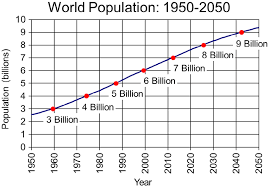 World Population: 1950-2050
Population (billions)
10
9
8
7
6
5
4
3
2
1
0
3 Billion
4 Billion
5 Billion
6 Billion
7 Billion
8 Billion
9 Billion
1950
1960
1970
1980
1990
2000
2010
2020
2030
2040
2050
Year